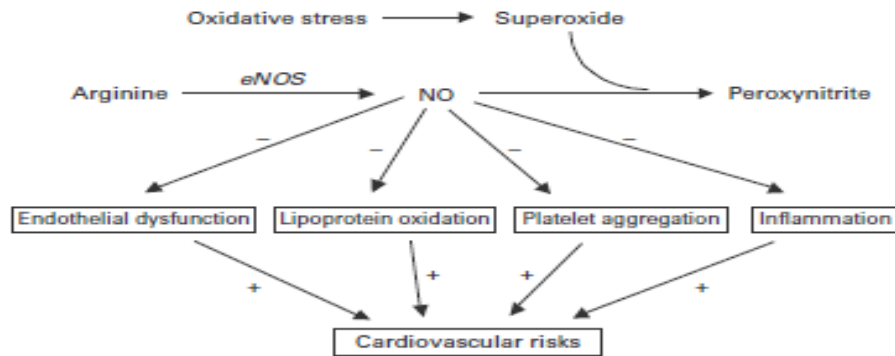 Oxidative stress Superoxide
eNOS
Arginine NO Peroxynitrite
– – – –
Endothelial dysfunction Lipoprotein oxidation Platelet aggregation Inflammation
+ + + +
Cardiovascular risks